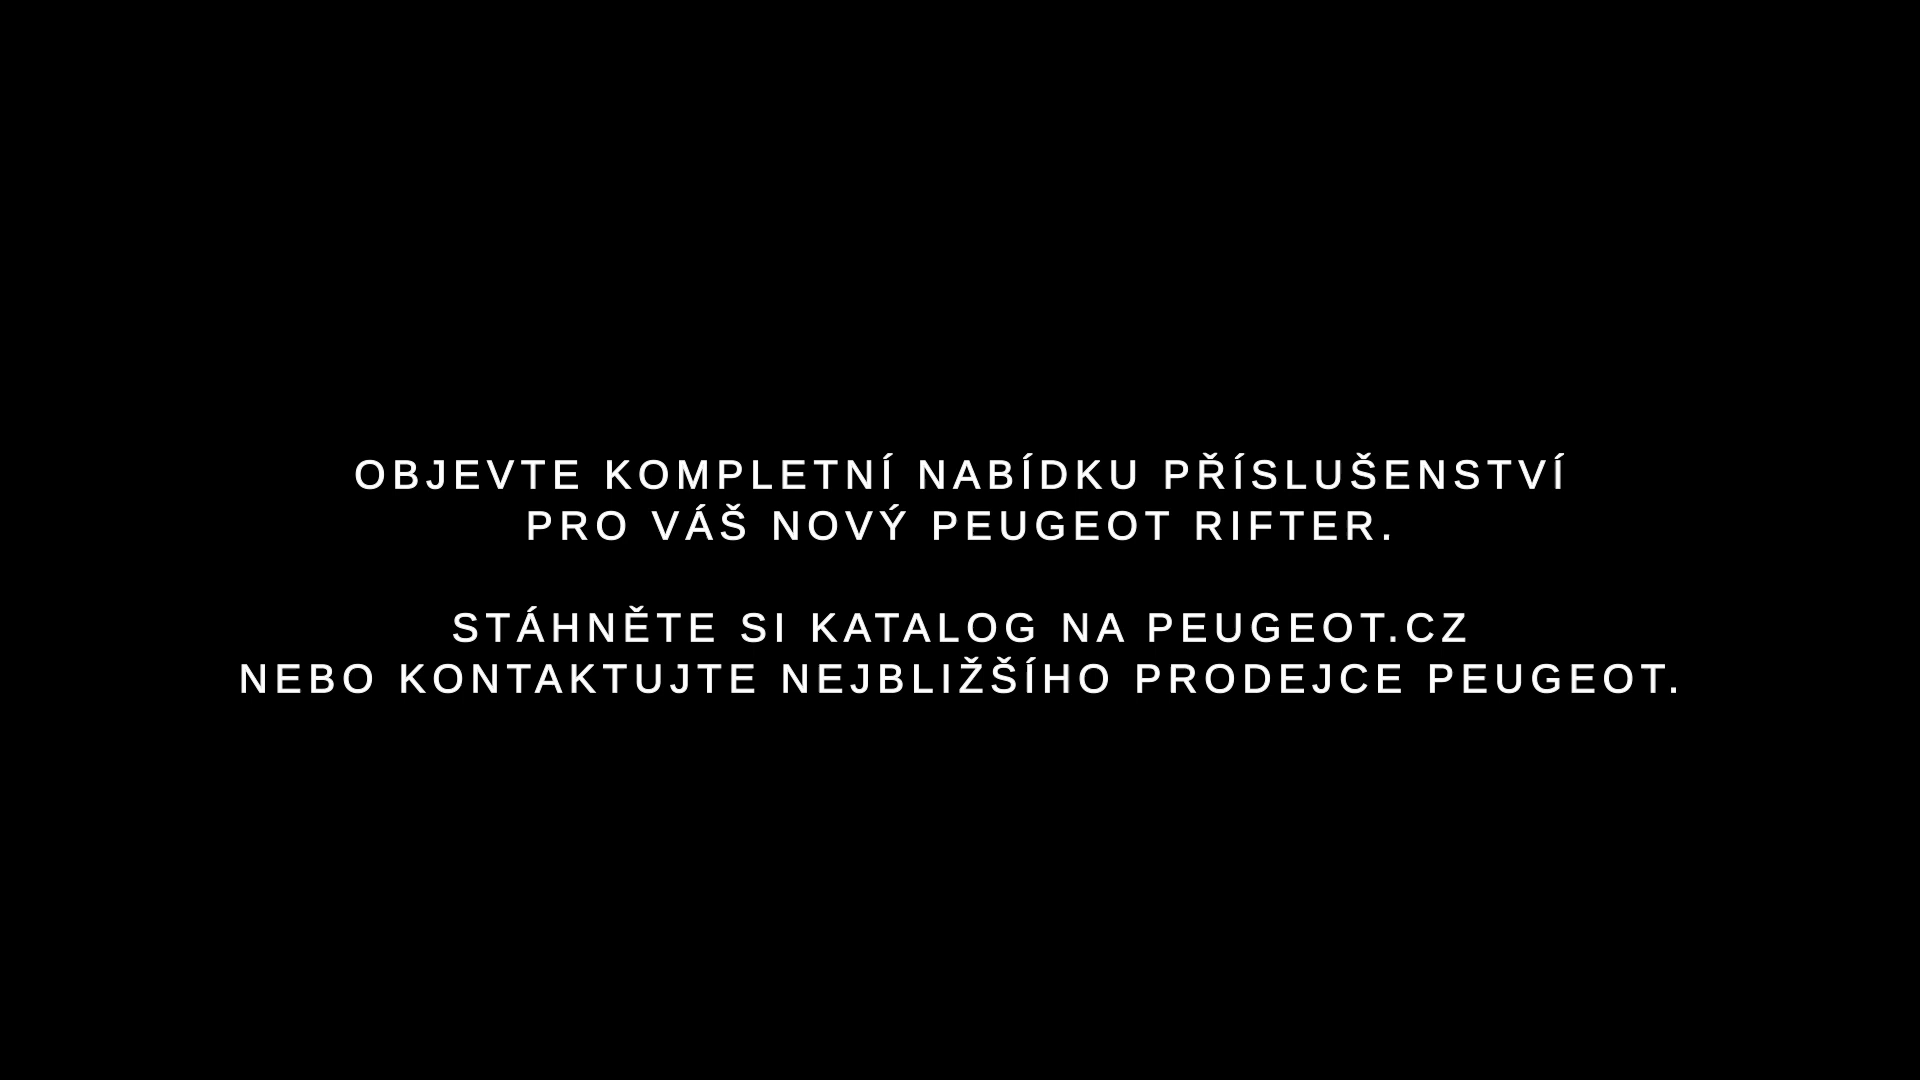 OBJEVTE KOMPLETNÍ NABÍDKU PŘÍSLUŠENSTVÍ
PRO VÁŠ NOVÝ PEUGEOT RIFTER.
STÁHNĚTE SI KATALOG NA PEUGEOT.CZ
NEBO KONTAKTUJTE NEJBLIŽŠÍHO PRODEJCE PEUGEOT.